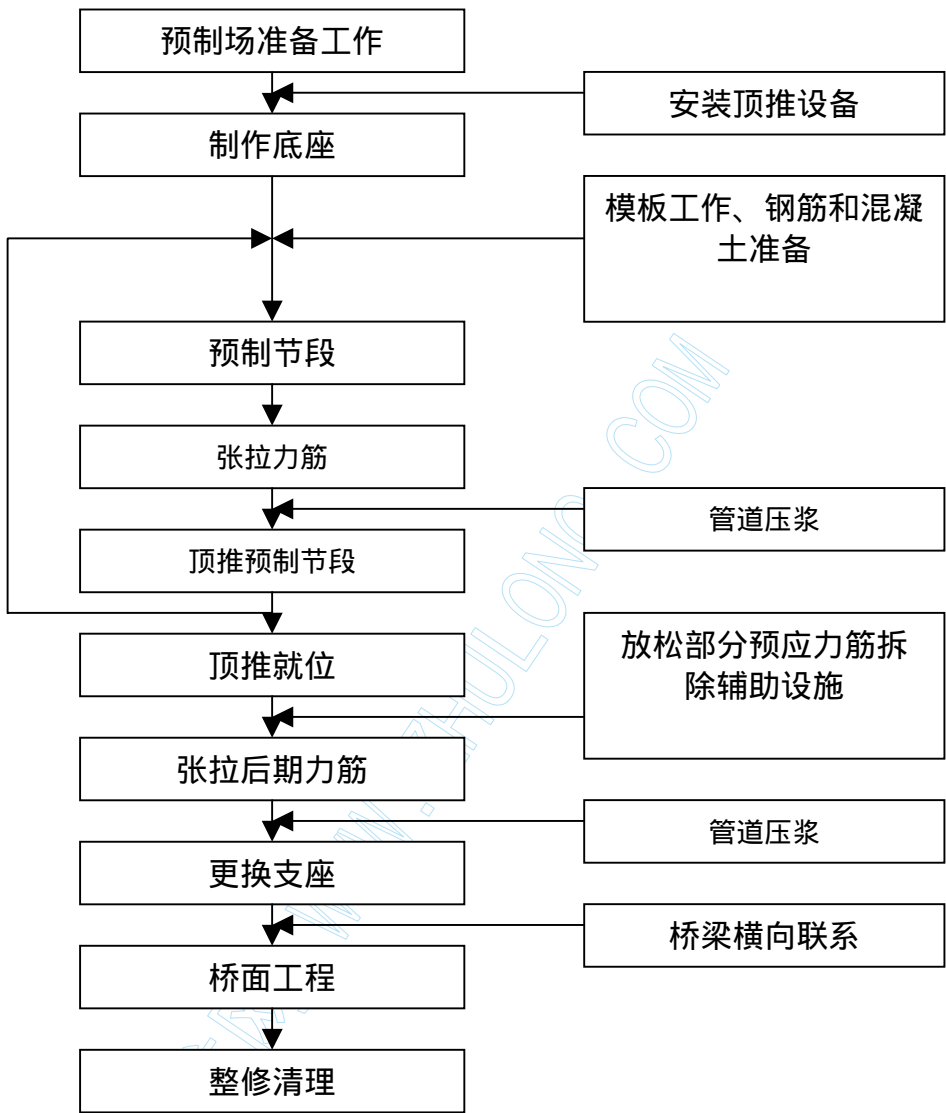 预制场准备工作
安装顶推设备
制作底座
模板工作、钢筋和混凝
土准备
预制节段
张拉力筋
管道压浆
顶推预制节段
顶推就位
放松部分预应力筋拆
除辅助设施
张拉后期力筋
管道压浆
更换支座
桥梁横向联系
桥面工程
整修清理
WWW.ZHULONG.COM